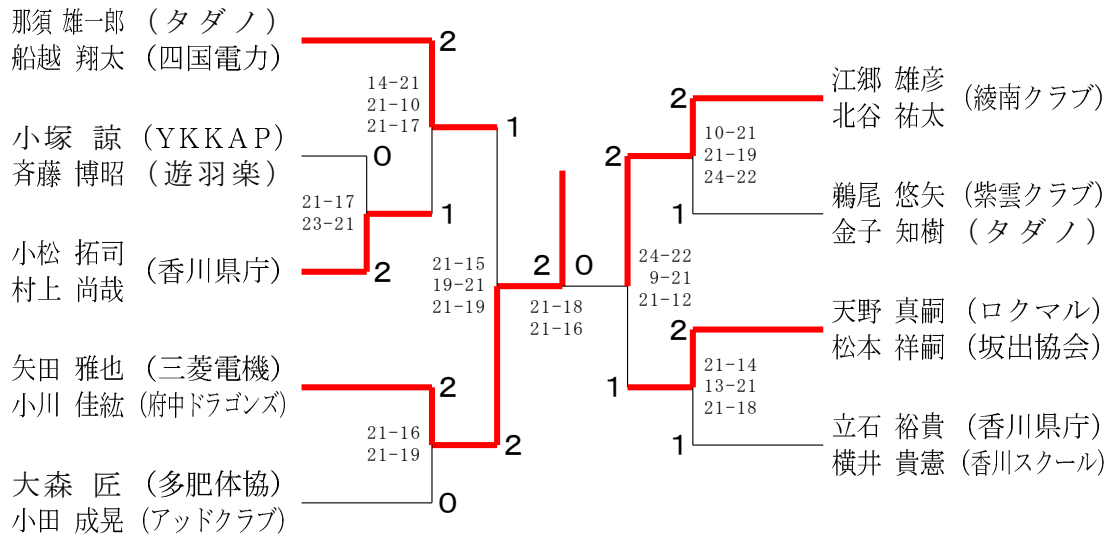 那須 雄一郎 (タダノ)
船越 翔太 (四国電力)
小塚 諒 (YKKAP)
斉藤 博昭 (遊羽楽)
小松 拓司
村上 尚哉
(香川県庁)
矢田 雅也 (三菱電機)
小川 佳紘 (府中ドラゴンズ)
大森 匠 (多肥体協)
小田 成晃 (アッドクラブ)
2
14-21
21-10
21-17
1
0
21-17
23-21
1
2
21-15
19-21
21-19
2
0
21-18
21-16
2
21-16
21-19
2
0
2
10-21
21-19
24-22
2
1
24-22
9-21
21-12
2
21-14
13-21
21-18
1
1
江郷 雄彦
北谷 祐太
(綾南クラブ)
鵜尾 悠矢 (紫雲クラブ)
金子 知樹 (タダノ)
天野 真嗣 (ロクマル)
松本 祥嗣 (坂出協会)
立石 裕貴 (香川県庁)
横井 貴憲 (香川スクール)